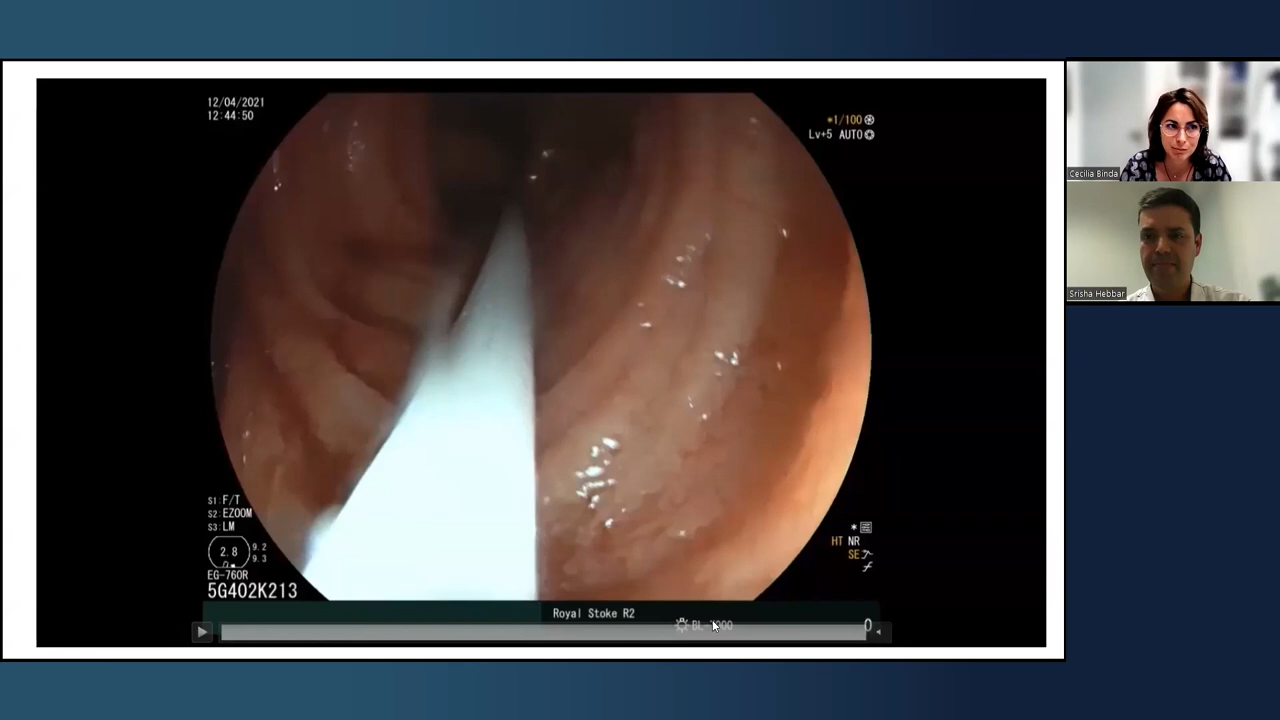 12/04/2021
12:44:50
*1/100
Lv+5 AUTO
Cecilia Binda
Srisha Hebbar
S1:F/T
S2:EZOOM
S3:LM
2.8
9.2
9.3
EG-760R
5G402K213
*
HT NR
SE
Royal Stoke R2
0